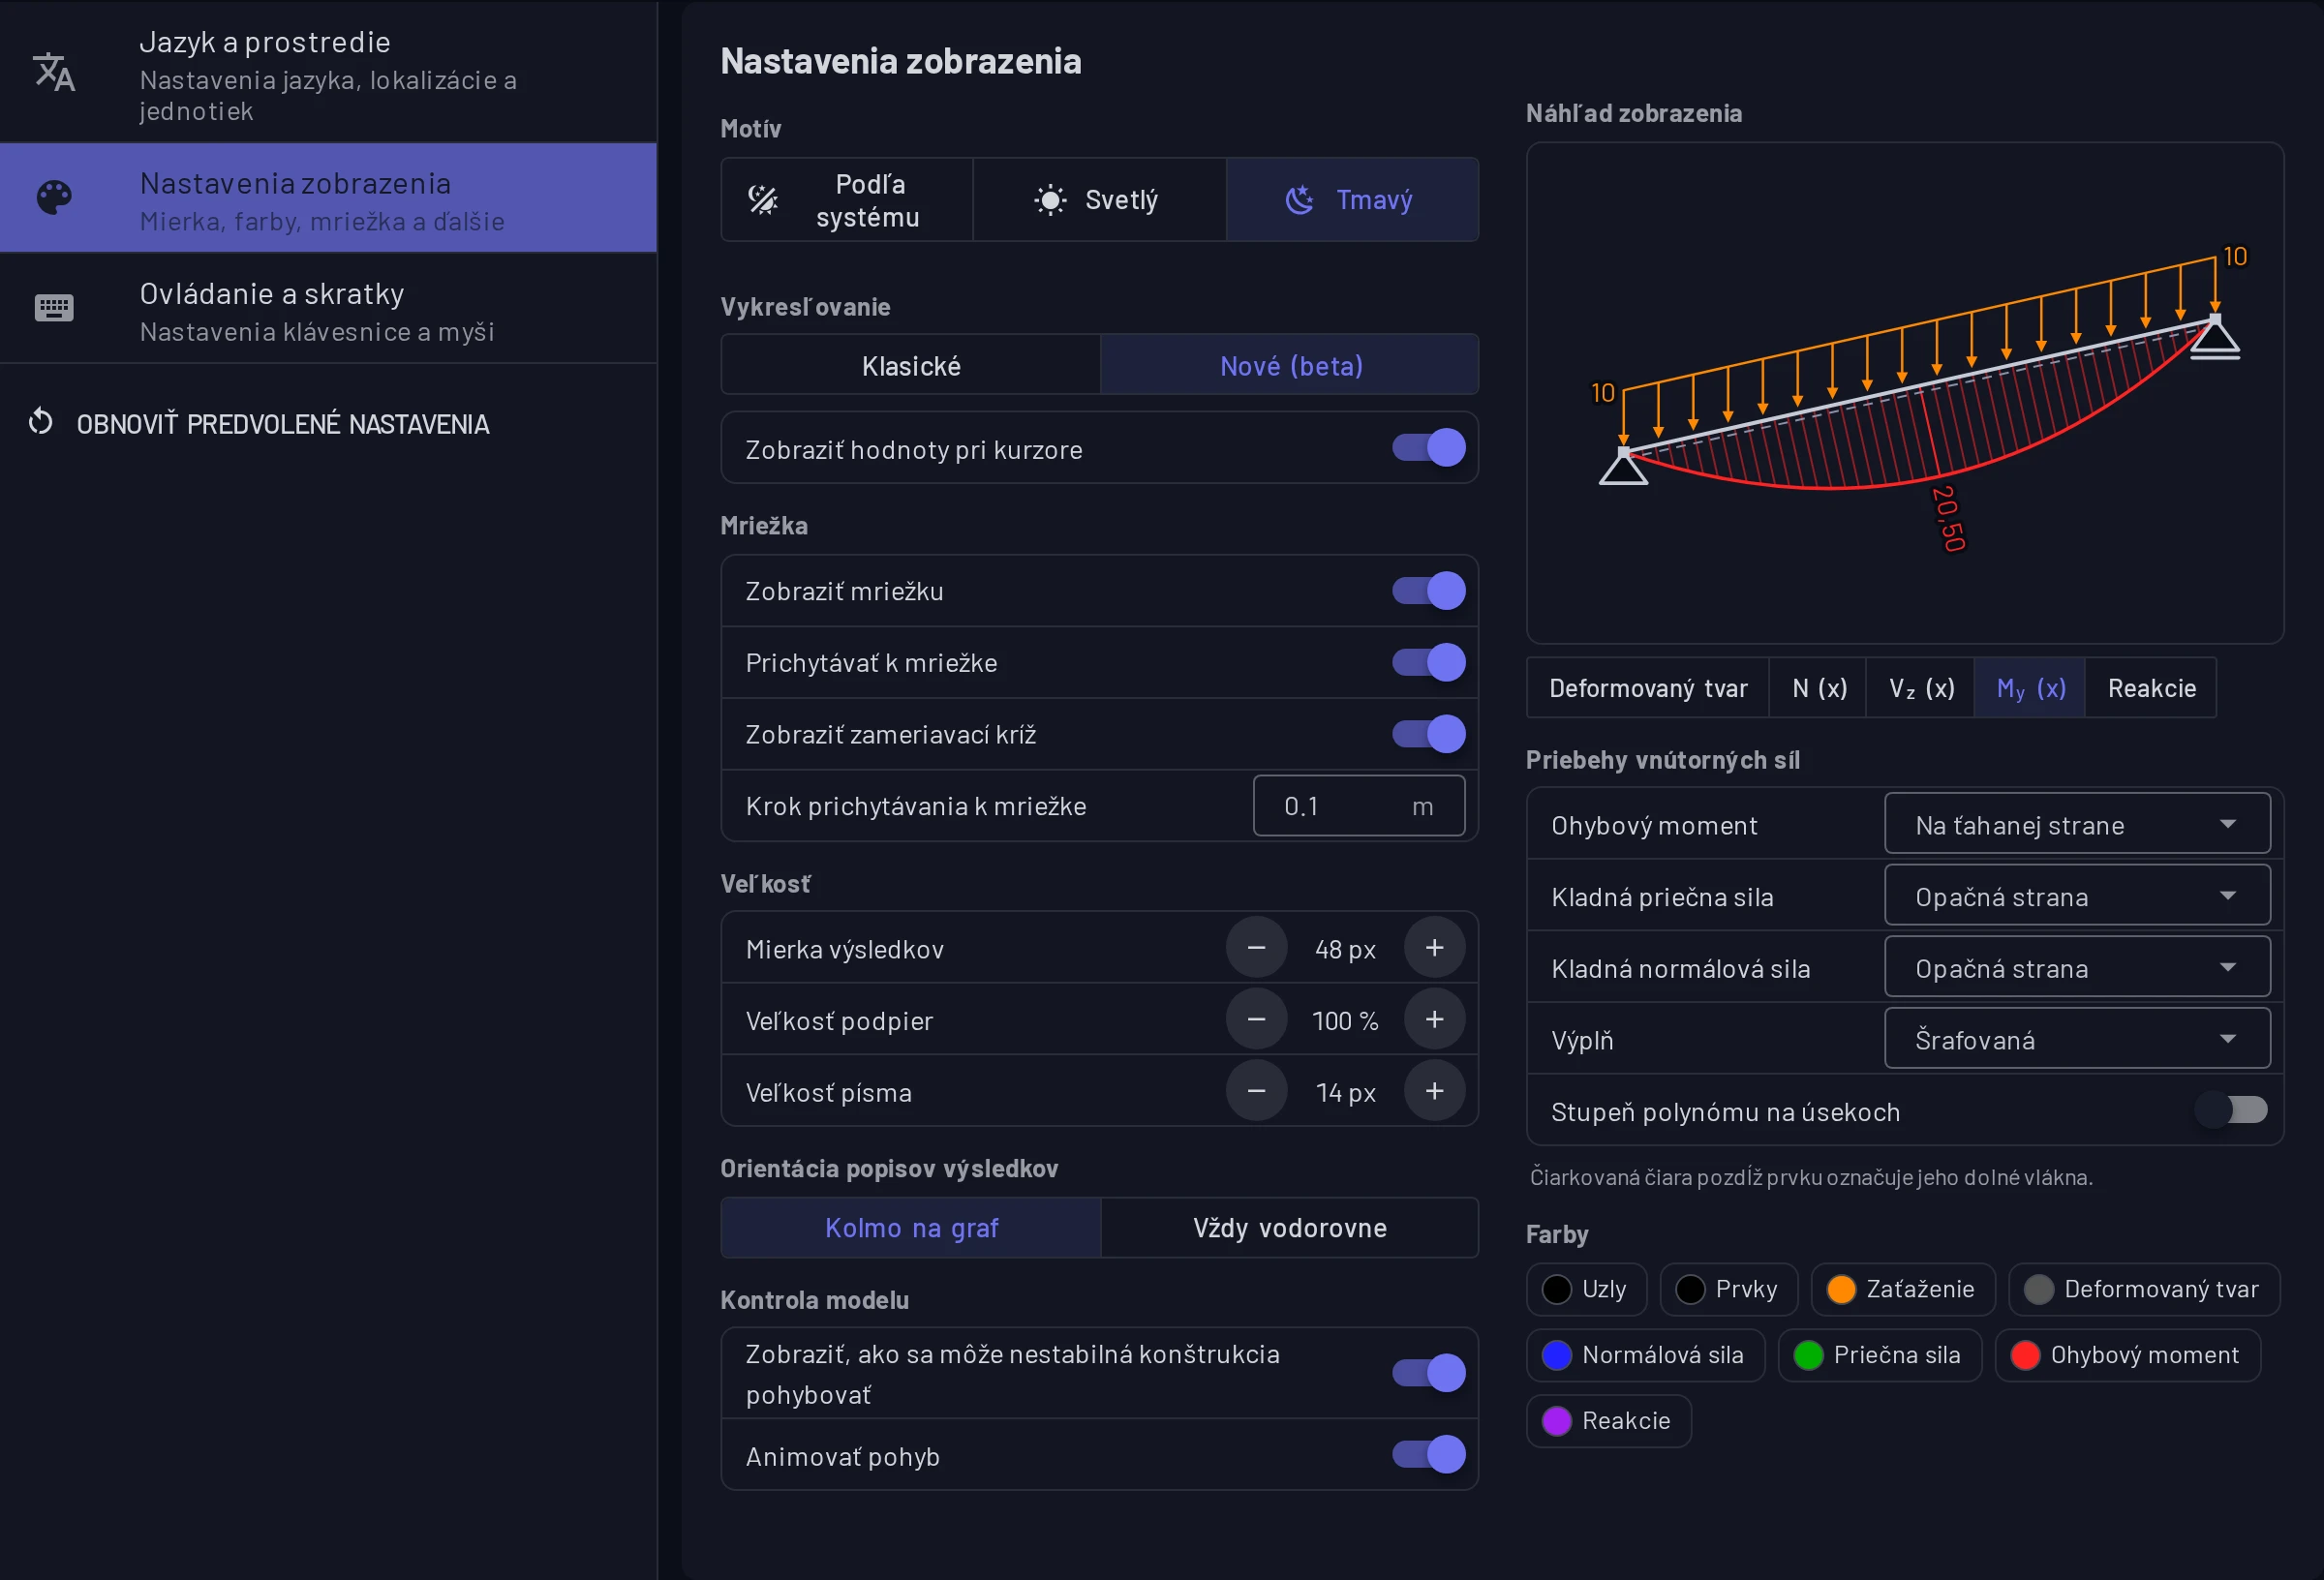 Jazyk a prostredie
Nastavenia jazyka, lokalizácie a
jednotiek
Nastavenia zobrazenia
Mierka, farby, mriežka a ďalšie
Ovládanie a skratky
Nastavenia klávesnice a myši
OBNOVIŤ PREDVOLENÉ NASTAVENIA
Nastavenia zobrazenia
Motív
Podľa
systému
Svetlý
Tmavý
Vykresľovanie
Klasické
Nové (beta)
Zobraziť hodnoty pri kurzore
Mriežka
Zobraziť mriežku
Prichytávať k mriežke
Zobraziť zameriavací kríž
Krok prichytávania k mriežke
0.1 m
Veľkosť
Mierka výsledkov
− 48 px +
Veľkosť podpier
− 100 % +
Veľkosť písma
− 14 px +
Orientácia popisov výsledkov
Kolmo na graf
Vždy vodorovne
Kontrola modelu
Zobraziť, ako sa môže nestabilná konštrukcia
pohybovať
Animovať pohyb
Náhľad zobrazenia
10
10
20,50
Deformovaný tvar
N (x)
V₂ (x)
Mᵧ (x)
Reakcie
Priebehy vnútorných síl
Ohybový moment
Na ťahanej strane
Kladná priečna sila
Opačná strana
Kladná normálová sila
Opačná strana
Výplň
Šrafovaná
Stupeň polynómu na úsekoch
Čiarkovaná čiara pozdĺž prvku označuje jeho dolné vlákna.
Farby
Uzly
Prvky
Zaťaženie
Deformovaný tvar
Normálová sila
Priečna sila
Ohybový moment
Reakcie